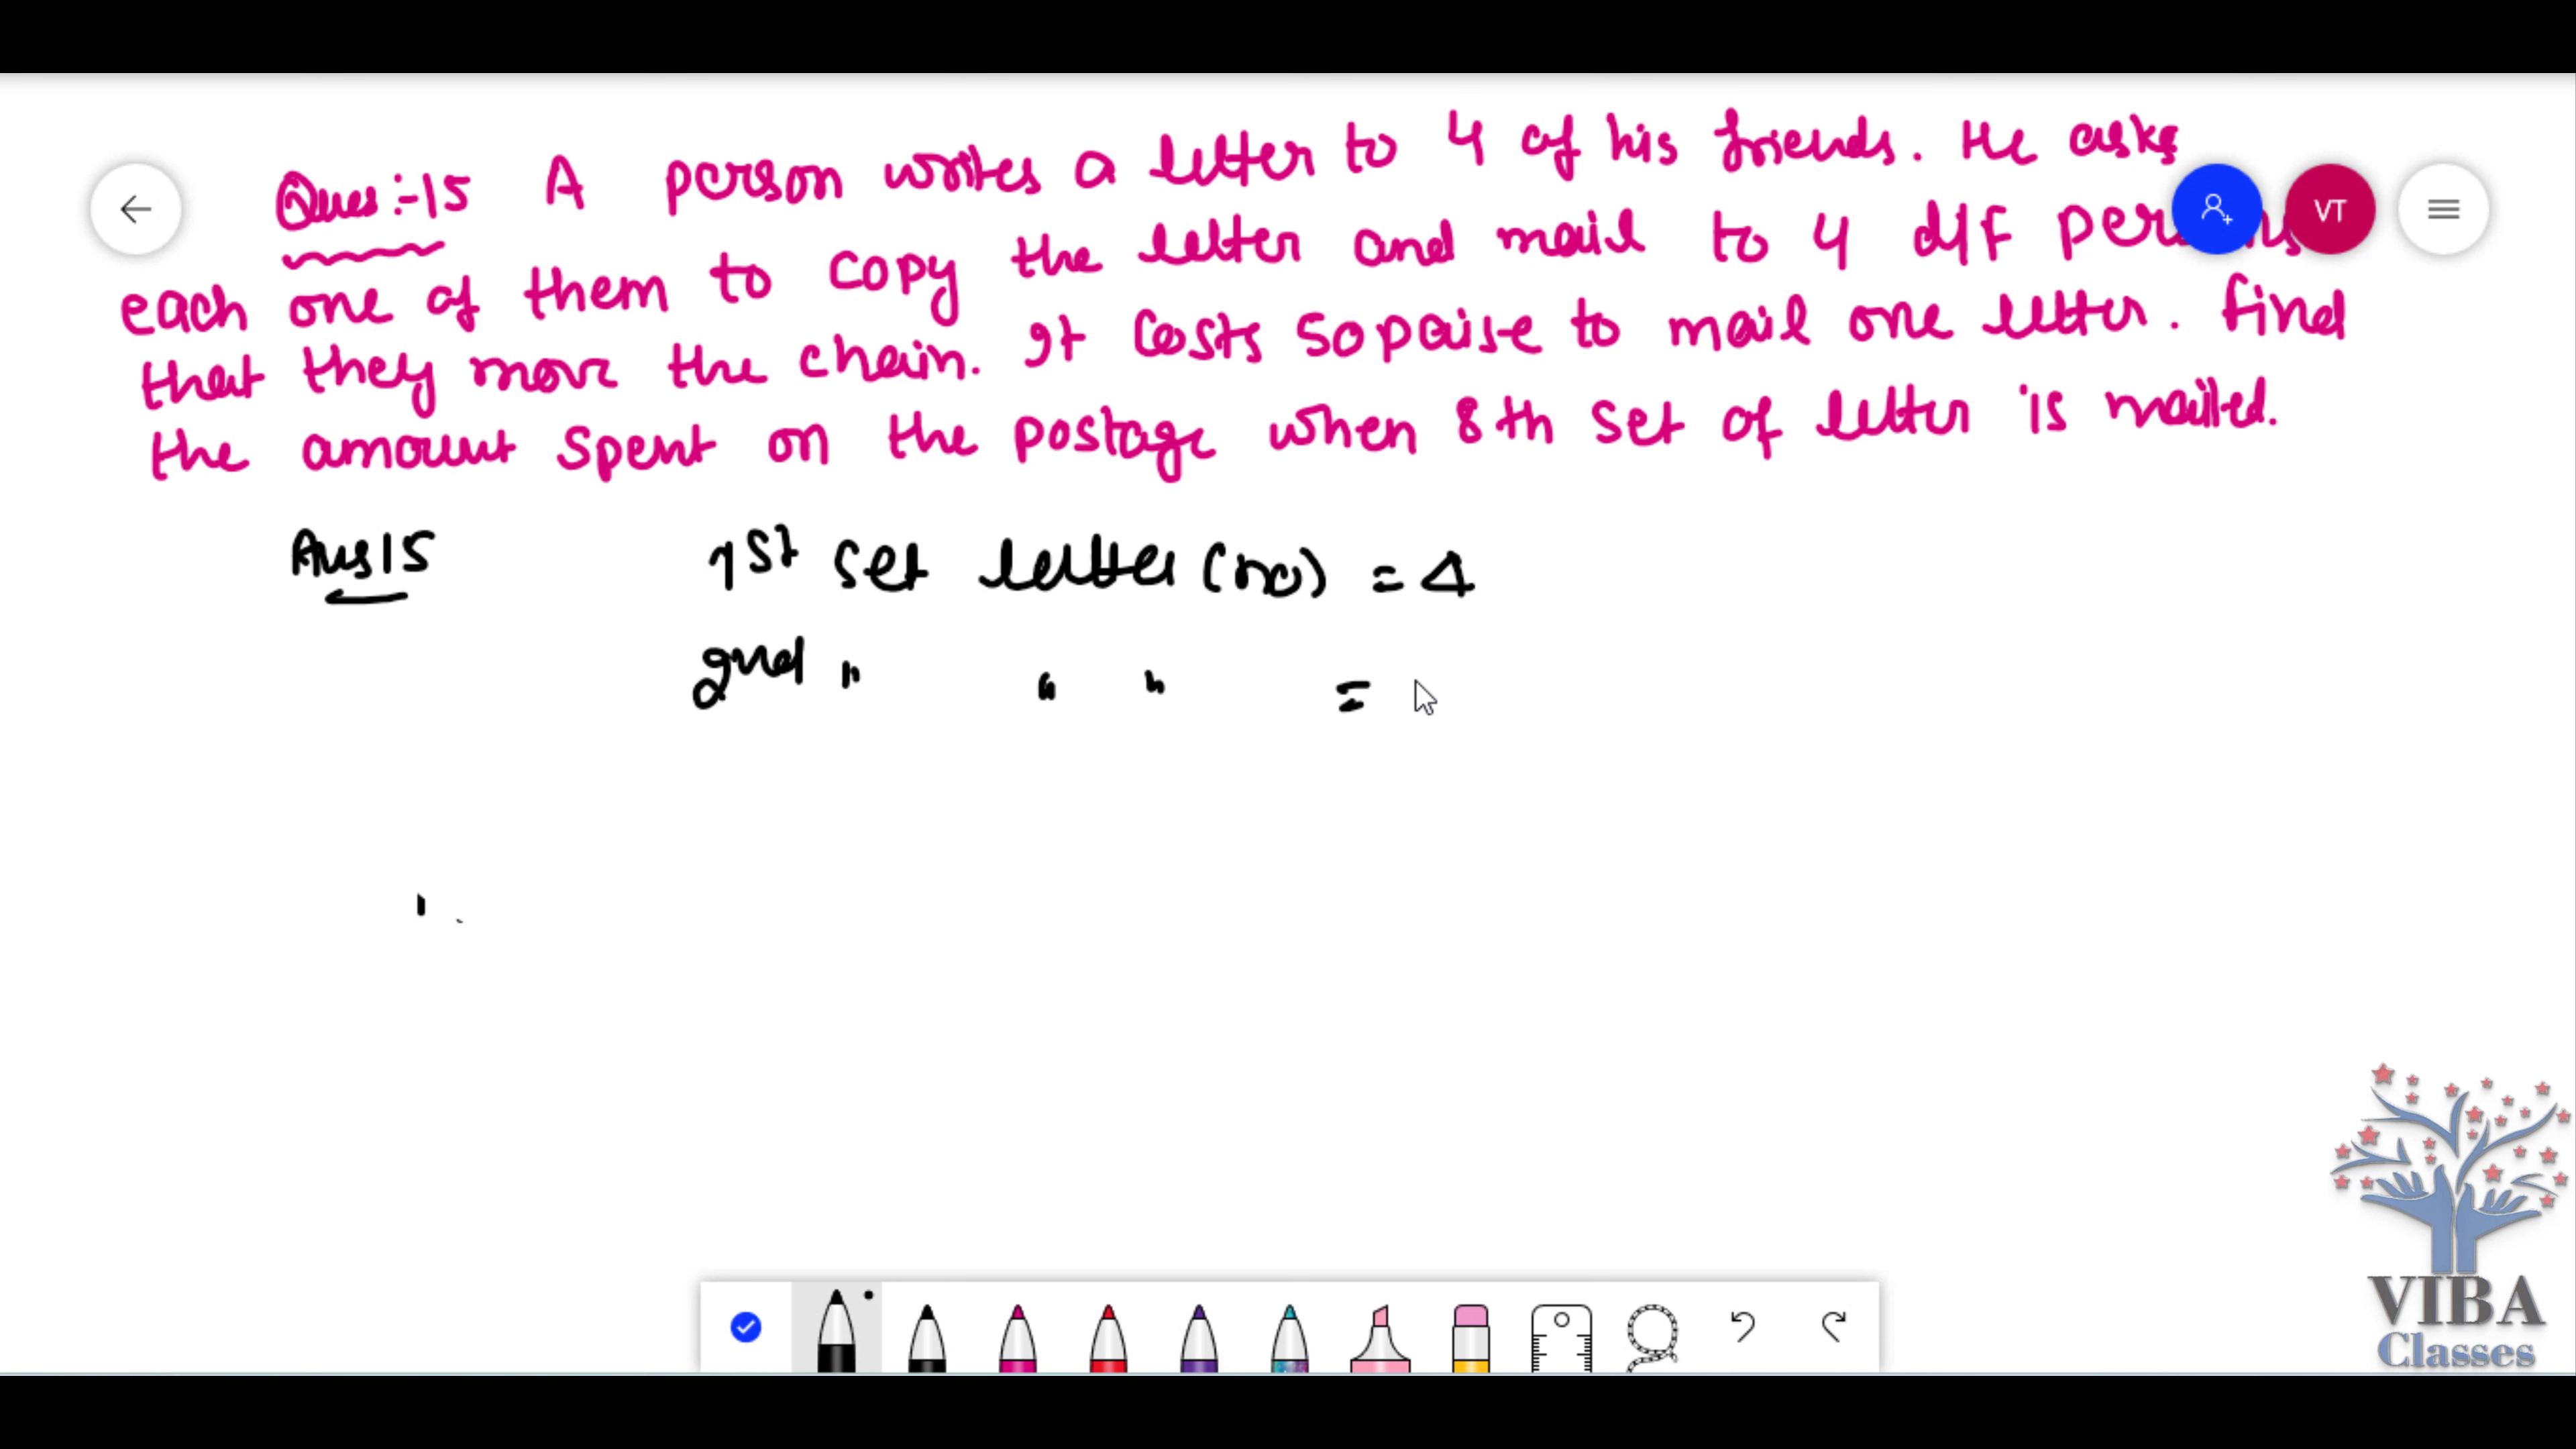 Ques:-15 A person writes a letter to 4 of his friends. He asks
each one of them to copy the letter and mail to 4 d/f persons
that they move the chain. It costs 50 paise to mail one letter. Find
the amount spent on the postage when 8th set of letter is mailed.
Ans15 1st set letter (no) = 4
2nd " " " =
VT
VIBA
Classes